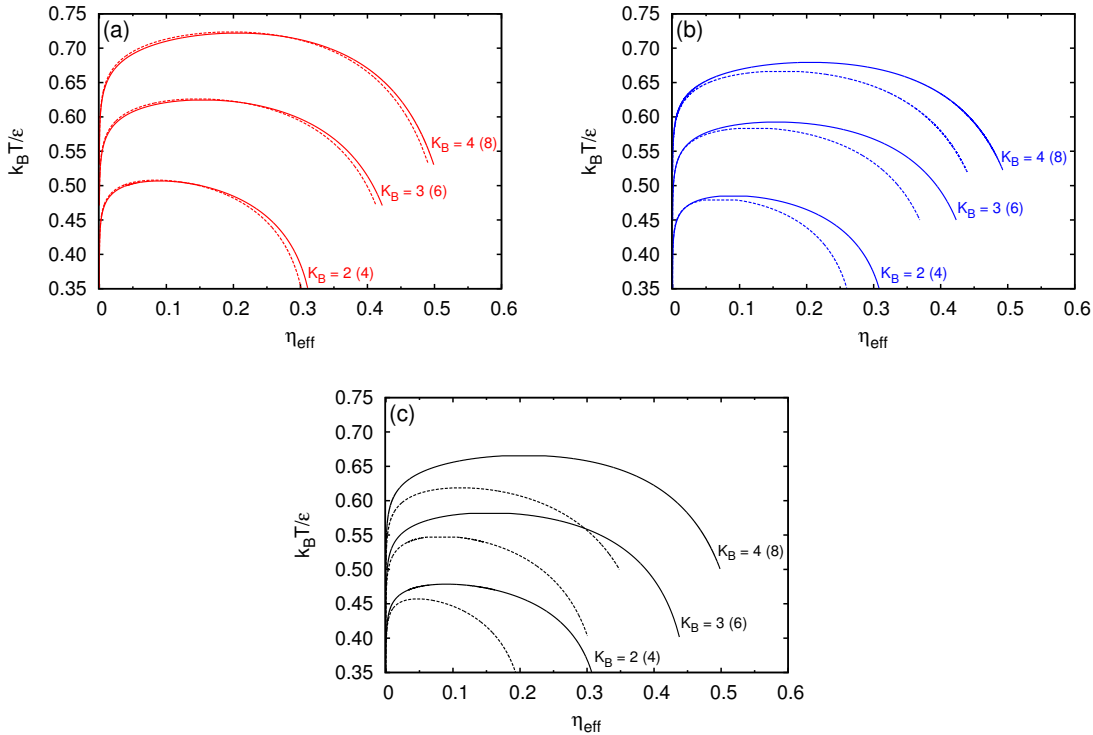 (a)
0.75
0.70
0.65
0.60
0.55
0.50
0.45
0.40
0.35
k_B T/ε
K_B = 4 (8)
K_B = 3 (6)
K_B = 2 (4)
0 0.1 0.2 0.3 0.4 0.5 0.6
η_eff
(b)
0.75
0.70
0.65
0.60
0.55
0.50
0.45
0.40
0.35
k_B T/ε
K_B = 4 (8)
K_B = 3 (6)
K_B = 2 (4)
0 0.1 0.2 0.3 0.4 0.5 0.6
η_eff
(c)
0.75
0.70
0.65
0.60
0.55
0.50
0.45
0.40
0.35
k_B T/ε
K_B = 4 (8)
K_B = 3 (6)
K_B = 2 (4)
0 0.1 0.2 0.3 0.4 0.5 0.6
η_eff